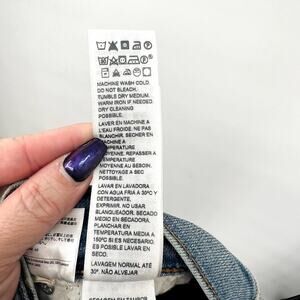 MACHINE WASH COLD.
DO NOT BLEACH.
TUMBLE DRY MEDIUM.
WARM IRON IF NEEDED.
DRY CLEANING
POSSIBLE.
LAVER EN MACHINE A
L'EAU FROIDE. NE PAS
BLANCHIR. SECHER EN
MACHINE A
TEMPERATURE
MOYENNE. REPASSER A
TEMPERATURE
MOYENNE AU BESOIN.
NETTOYAGE A SEC
POSSIBLE.
LAVAR EN LAVADORA
CON AGUA FRIA A 30°C Y
DETERGENTE.
EXPRIMIR. NO USAR
BLANQUEADOR. SECADO
MEDIO Y PLANCHAR EN
TEMPERATURA MEDIA A
150°C SI ES NECESARIO.
ES POSIBLE LAVAR EN
SECO.
LAVAGEM NORMAL ATÉ
30°. NÃO ALVEJAR